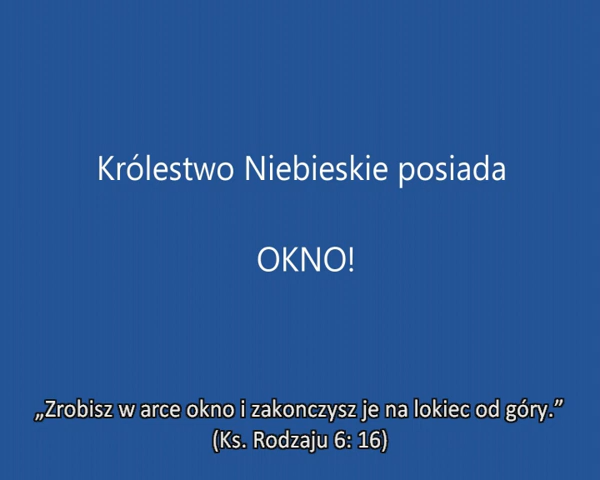 Królestwo Niebieskie posiada
OKNO!
„Zrobisz w arce okno i zakonczysz je na lokiec od góry.”
(Ks. Rodzaju 6: 16)